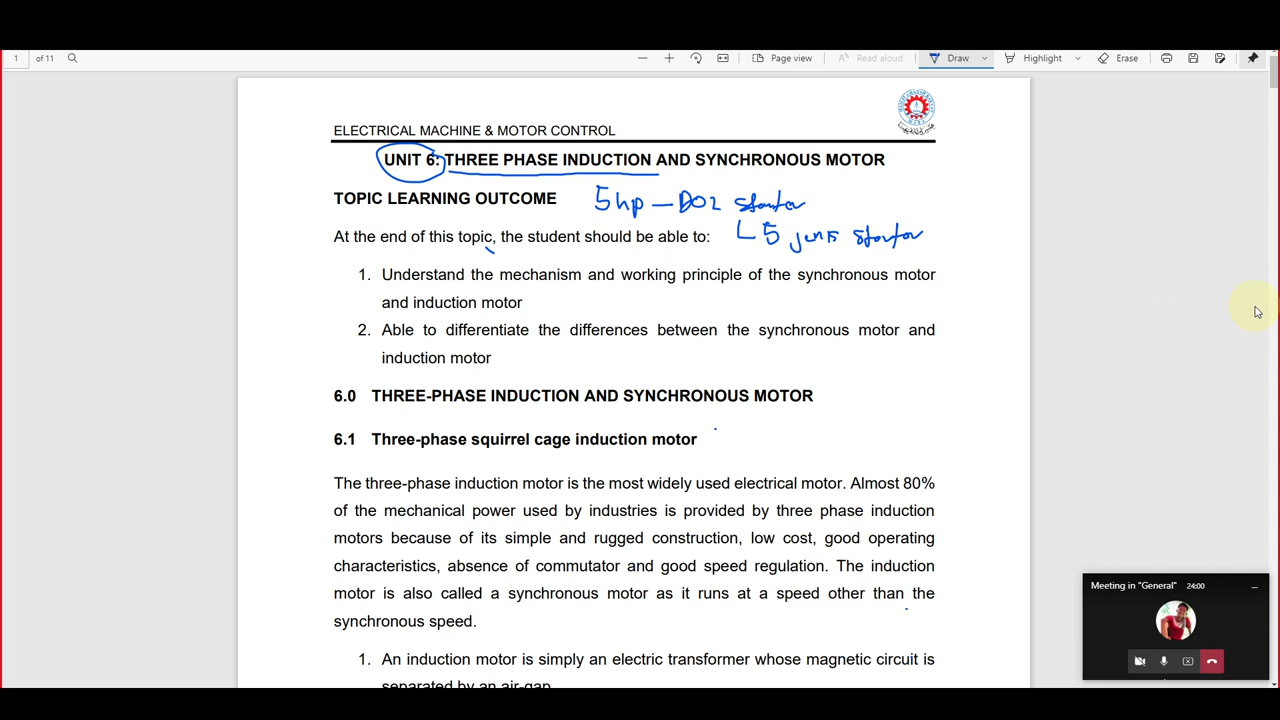 1 of 11 Page view Read aloud Draw Highlight Erase
ELECTRICAL MACHINE & MOTOR CONTROL
UNIT 6: THREE PHASE INDUCTION AND SYNCHRONOUS MOTOR
TOPIC LEARNING OUTCOME 5hp — DOL starter
At the end of this topic, the student should be able to: 5 jenis starter
1. Understand the mechanism and working principle of the synchronous motor
and induction motor
2. Able to differentiate the differences between the synchronous motor and
induction motor
6.0 THREE-PHASE INDUCTION AND SYNCHRONOUS MOTOR
6.1 Three-phase squirrel cage induction motor
The three-phase induction motor is the most widely used electrical motor. Almost 80%
of the mechanical power used by industries is provided by three phase induction
motors because of its simple and rugged construction, low cost, good operating
characteristics, absence of commutator and good speed regulation. The induction
motor is also called a synchronous motor as it runs at a speed other than the
synchronous speed.
1. An induction motor is simply an electric transformer whose magnetic circuit is
separated by an air-gap
Meeting in "General" 24:00